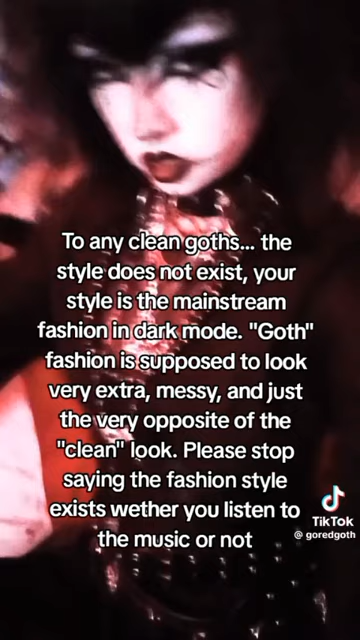 To any clean goths... the
style does not exist, your
style is the mainstream
fashion in dark mode. "Goth"
fashion is supposed to look
very extra, messy, and just
the very opposite of the
"clean" look. Please stop
saying the fashion style
exists wether you listen to
the music or not
TikTok
@ goredgoth